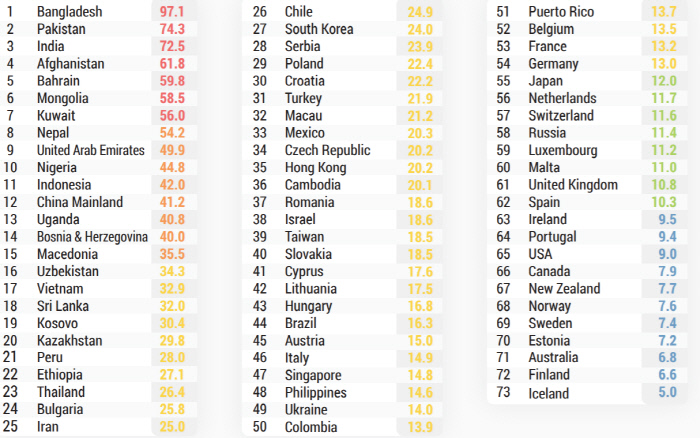 1 Bangladesh 97.1
2 Pakistan 74.3
3 India 72.5
4 Afghanistan 61.8
5 Bahrain 59.8
6 Mongolia 58.5
7 Kuwait 56.0
8 Nepal 54.2
9 United Arab Emirates 49.9
10 Nigeria 44.8
11 Indonesia 42.0
12 China Mainland 41.2
13 Uganda 40.8
14 Bosnia & Herzegovina 40.0
15 Macedonia 35.5
16 Uzbekistan 34.3
17 Vietnam 32.9
18 Sri Lanka 32.0
19 Kosovo 30.4
20 Kazakhstan 29.8
21 Peru 28.0
22 Ethiopia 27.1
23 Thailand 26.4
24 Bulgaria 25.8
25 Iran 25.0
26 Chile 24.9
27 South Korea 24.0
28 Serbia 23.9
29 Poland 22.4
30 Croatia 22.2
31 Turkey 21.9
32 Macau 21.2
33 Mexico 20.3
34 Czech Republic 20.2
35 Hong Kong 20.2
36 Cambodia 20.1
37 Romania 18.6
38 Israel 18.6
39 Taiwan 18.5
40 Slovakia 18.5
41 Cyprus 17.6
42 Lithuania 17.5
43 Hungary 16.8
44 Brazil 16.3
45 Austria 15.0
46 Italy 14.9
47 Singapore 14.8
48 Philippines 14.6
49 Ukraine 14.0
50 Colombia 13.9
51 Puerto Rico 13.7
52 Belgium 13.5
53 France 13.2
54 Germany 13.0
55 Japan 12.0
56 Netherlands 11.7
57 Switzerland 11.6
58 Russia 11.4
59 Luxembourg 11.2
60 Malta 11.0
61 United Kingdom 10.8
62 Spain 10.3
63 Ireland 9.5
64 Portugal 9.4
65 USA 9.0
66 Canada 7.9
67 New Zealand 7.7
68 Norway 7.6
69 Sweden 7.4
70 Estonia 7.2
71 Australia 6.8
72 Finland 6.6
73 Iceland 5.0